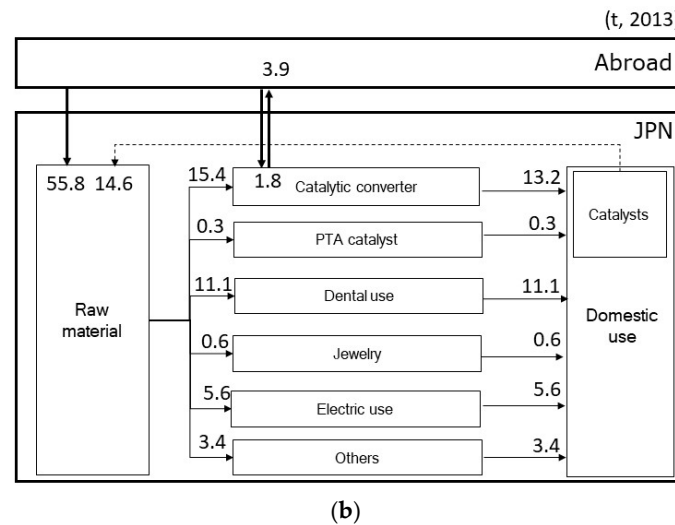 (t, 2013)
3.9
Abroad
JPN
55.8 14.6
15.4
1.8
Catalytic converter
13.2
Catalysts
0.3
PTA catalyst
0.3
11.1
Dental use
11.1
Raw
material
Domestic
use
0.6
Jewelry
0.6
5.6
Electric use
5.6
3.4
Others
3.4
(b)